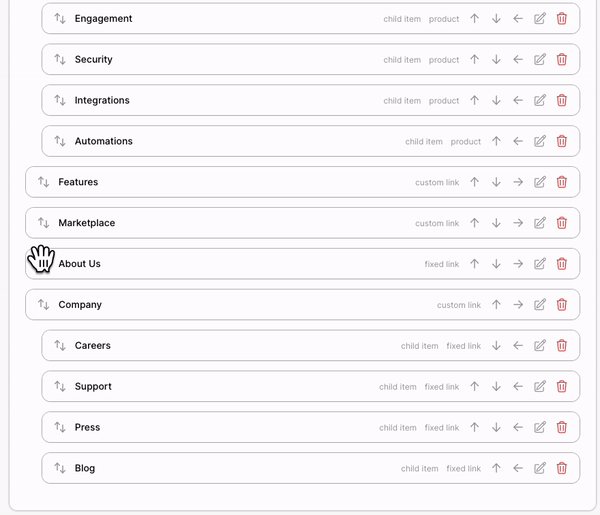 Engagement child item product
Security child item product
Integrations child item product
Automations child item product
Features custom link
Marketplace custom link
About Us fixed link
Company custom link
Careers child item fixed link
Support child item fixed link
Press child item fixed link
Blog child item fixed link